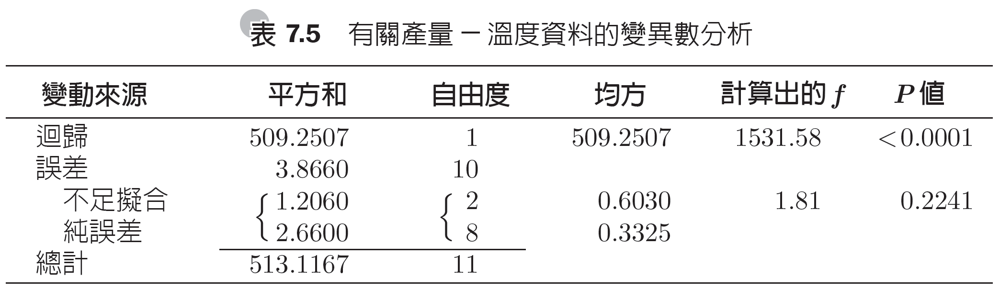 表 7.5 有關產量－溫度資料的變異數分析
變動來源 平方和 自由度 均方 計算出的 f P 值
迴歸 509.2507 1 509.2507 1531.58 <0.0001
誤差 3.8660 10
不足擬合 { 1.2060 { 2 0.6030 1.81 0.2241
純誤差 2.6600 8 0.3325
總計 513.1167 11